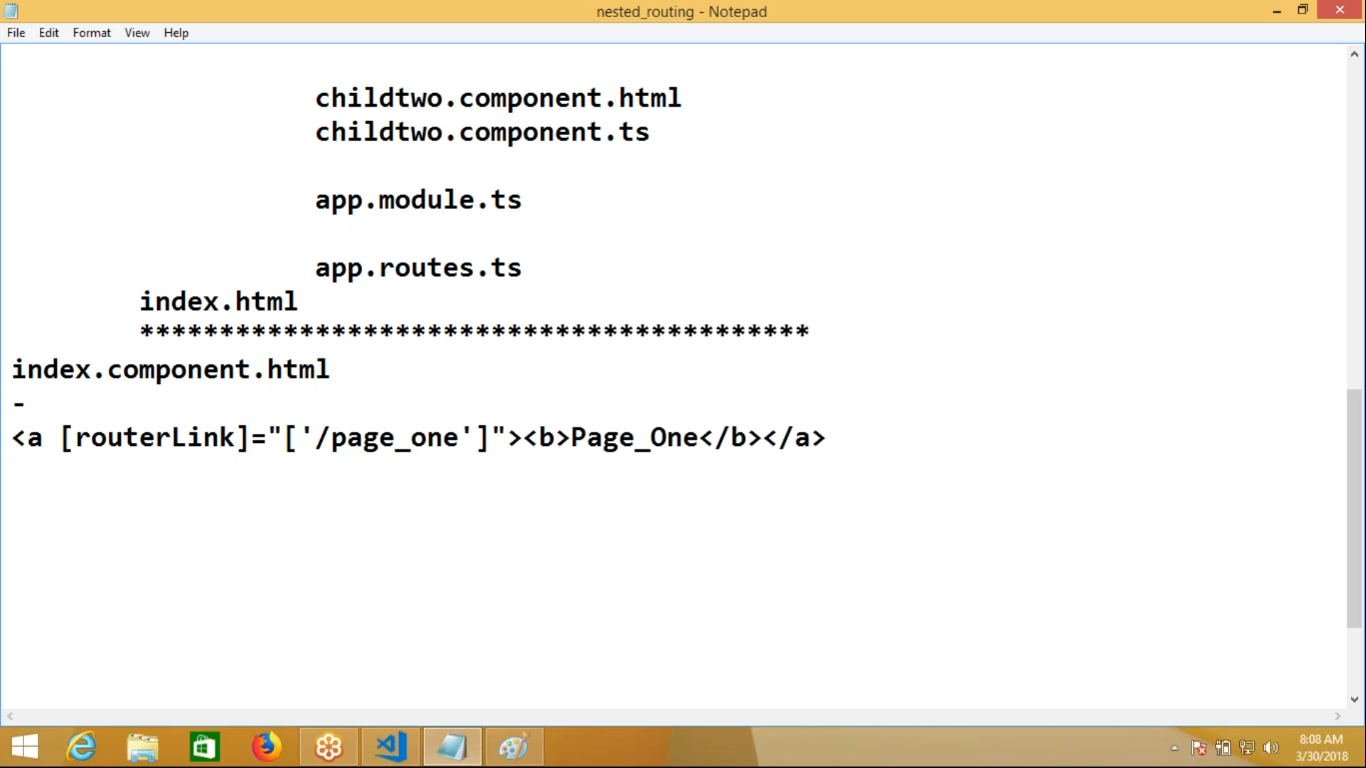 nested_routing - Notepad
File Edit Format View Help
childtwo.component.html
childtwo.component.ts
app.module.ts
app.routes.ts
index.html
******************************************
index.component.html
-
<a [routerLink]="['/page_one']"><b>Page_One</b></a>
8:08 AM
3/30/2018